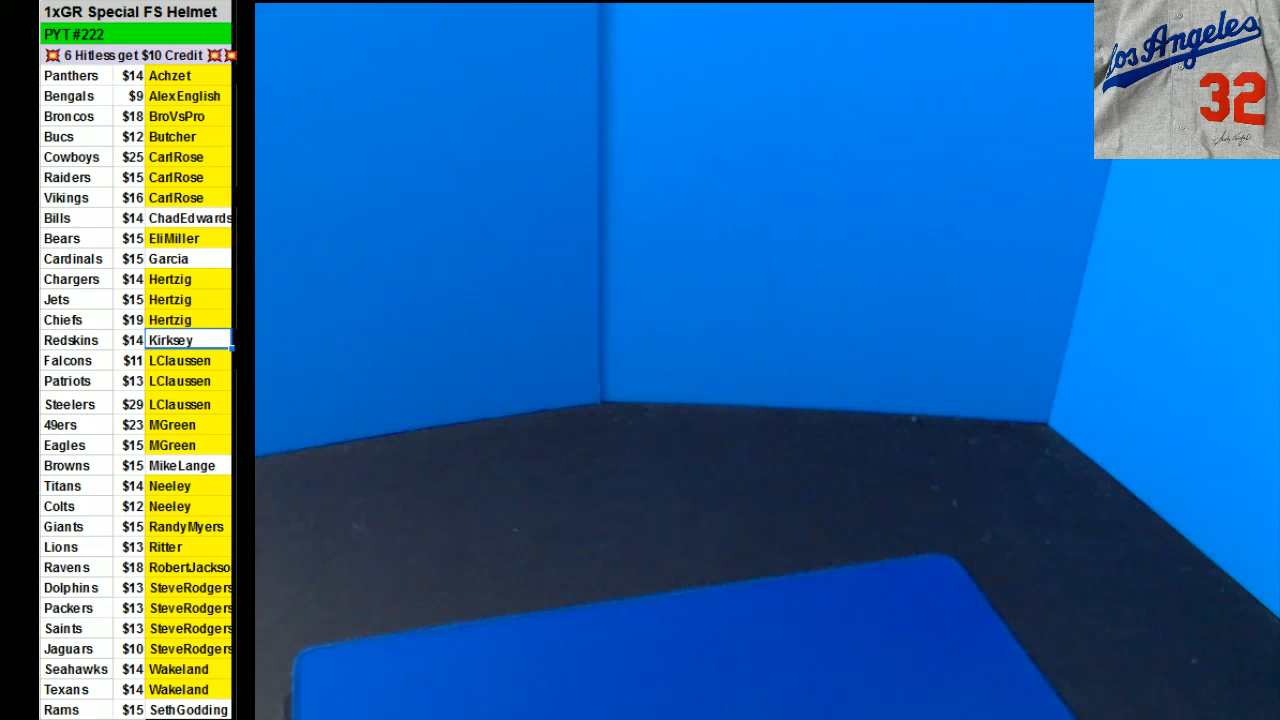 1xGR Special FS Helmet
PYT #222
💥 6 Hitless get $10 Credit 💥💥
Panthers $14 Achzet
Bengals $9 AlexEnglish
Broncos $18 BroVsPro
Bucs $12 Butcher
Cowboys $25 CarlRose
Raiders $15 CarlRose
Vikings $16 CarlRose
Bills $14 ChadEdwards
Bears $15 EliMiller
Cardinals $15 Garcia
Chargers $14 Hertzig
Jets $15 Hertzig
Chiefs $19 Hertzig
Redskins $14 Kirksey
Falcons $11 LClaussen
Patriots $13 LClaussen
Steelers $29 LClaussen
49ers $23 MGreen
Eagles $15 MGreen
Browns $15 MikeLange
Titans $14 Neeley
Colts $12 Neeley
Giants $15 RandyMyers
Lions $13 Ritter
Ravens $18 RobertJackso
Dolphins $13 SteveRodgers
Packers $13 SteveRodgers
Saints $13 SteveRodgers
Jaguars $10 SteveRodgers
Seahawks $14 Wakeland
Texans $14 Wakeland
Rams $15 SethGodding
Los Angeles
32